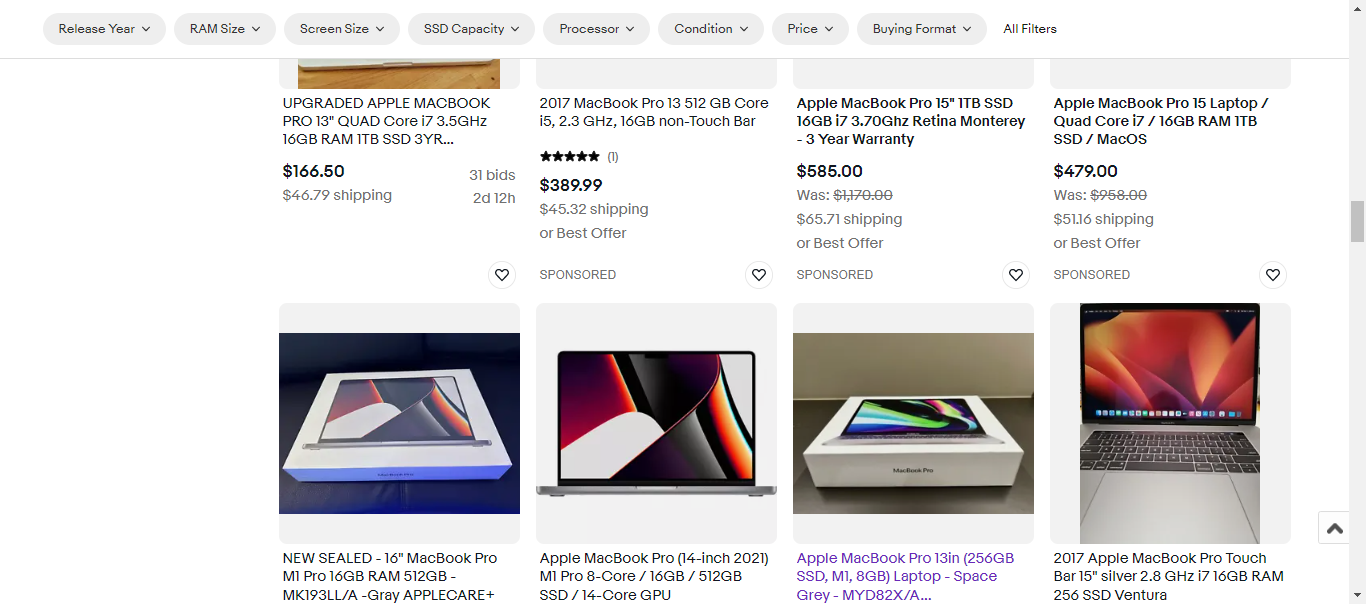 Release Year
RAM Size
Screen Size
SSD Capacity
Processor
Condition
Price
Buying Format
All Filters
UPGRADED APPLE MACBOOK
PRO 13" QUAD Core i7 3.5GHz
16GB RAM 1TB SSD 3YR...
$166.50
31 bids
$46.79 shipping
2d 12h
2017 MacBook Pro 13 512 GB Core
i5, 2.3 GHz, 16GB non-Touch Bar
(1)
$389.99
$45.32 shipping
or Best Offer
SPONSORED
Apple MacBook Pro 15" 1TB SSD
16GB i7 3.70Ghz Retina Monterey
- 3 Year Warranty
$585.00
Was: $1,170.00
$65.71 shipping
or Best Offer
SPONSORED
Apple MacBook Pro 15 Laptop /
Quad Core i7 / 16GB RAM 1TB
SSD / MacOS
$479.00
Was: $958.00
$51.16 shipping
or Best Offer
SPONSORED
MacBook Pro
NEW SEALED - 16" MacBook Pro
M1 Pro 16GB RAM 512GB -
MK193LL/A -Gray APPLECARE+
Apple MacBook Pro (14-inch 2021)
M1 Pro 8-Core / 16GB / 512GB
SSD / 14-Core GPU
MacBook Pro
Apple MacBook Pro 13in (256GB
SSD, M1, 8GB) Laptop - Space
Grey - MYD82X/A...
2017 Apple MacBook Pro Touch
Bar 15" silver 2.8 GHz i7 16GB RAM
256 SSD Ventura